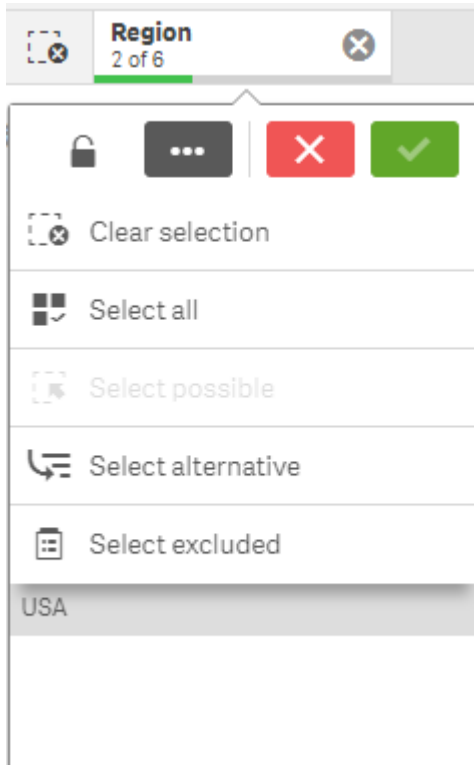 Region
2 of 6
Clear selection
Select all
Select possible
Select alternative
Select excluded
USA